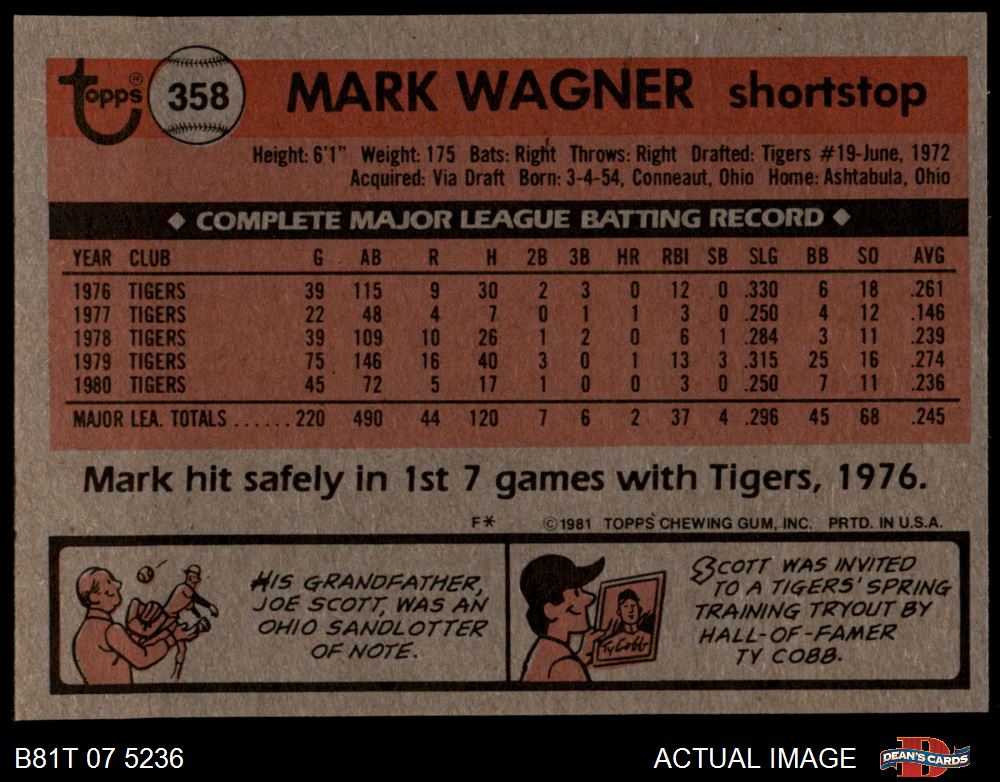 topps® 358 MARK WAGNER shortstop
Height: 6'1" Weight: 175 Bats: Right Throws: Right Drafted: Tigers #19-June, 1972
Acquired: Via Draft Born: 3-4-54, Conneaut, Ohio Home: Ashtabula, Ohio
◆ COMPLETE MAJOR LEAGUE BATTING RECORD ◆
YEAR CLUB G AB R H 2B 3B HR RBI SB SLG BB SO AVG
1976 TIGERS 39 115 9 30 2 3 0 12 0 .330 6 18 .261
1977 TIGERS 22 48 4 7 0 1 1 3 0 .250 4 12 .146
1978 TIGERS 39 109 10 26 1 2 0 6 1 .284 3 11 .239
1979 TIGERS 75 146 16 40 3 0 1 13 3 .315 25 16 .274
1980 TIGERS 45 72 5 17 1 0 0 3 0 .250 7 11 .236
MAJOR LEA. TOTALS ......220 490 44 120 7 6 2 37 4 .296 45 68 .245
Mark hit safely in 1st 7 games with Tigers, 1976.
F* ©1981 TOPPS CHEWING GUM, INC. PRTD. IN U.S.A.
HIS GRANDFATHER,
JOE SCOTT, WAS AN
OHIO SANDLOTTER
OF NOTE.
Ty Cobb
SCOTT WAS INVITED
TO A TIGERS' SPRING
TRAINING TRYOUT BY
HALL-OF-FAMER
TY COBB.
B81T 07 5236 ACTUAL IMAGE DEAN'S CARDS